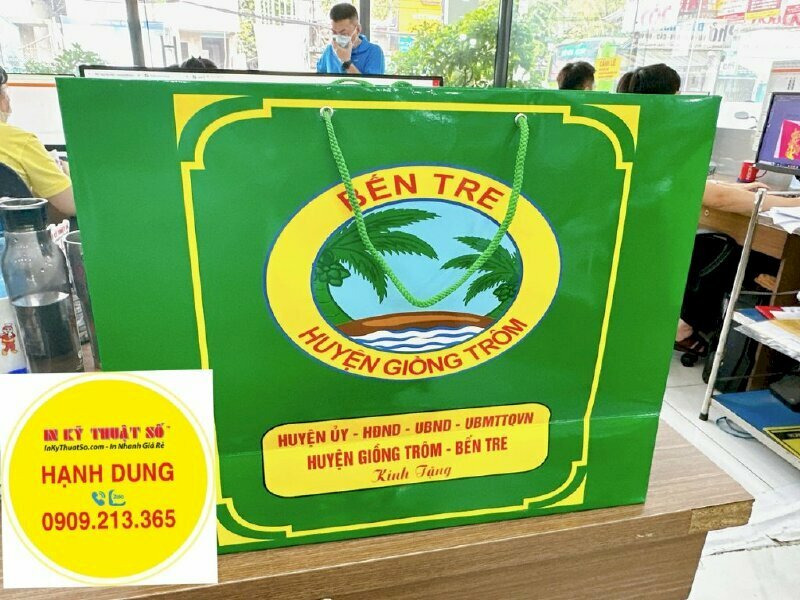 BẾN TRE
HUYỆN GIỒNG TRÔM
HUYỆN ỦY - HĐND - UBND - UBMTTQVN
HUYỆN GIỒNG TRÔM - BẾN TRE
Kính Tặng
IN KỸ THUẬT SỐ
InKyThuatSo.com - In Nhanh Giá Rẻ
HẠNH DUNG
Zalo
0909.213.365